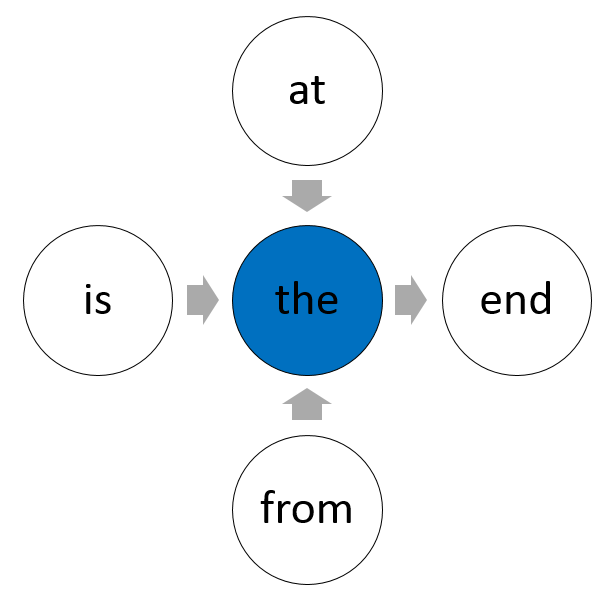 at
is the end
from